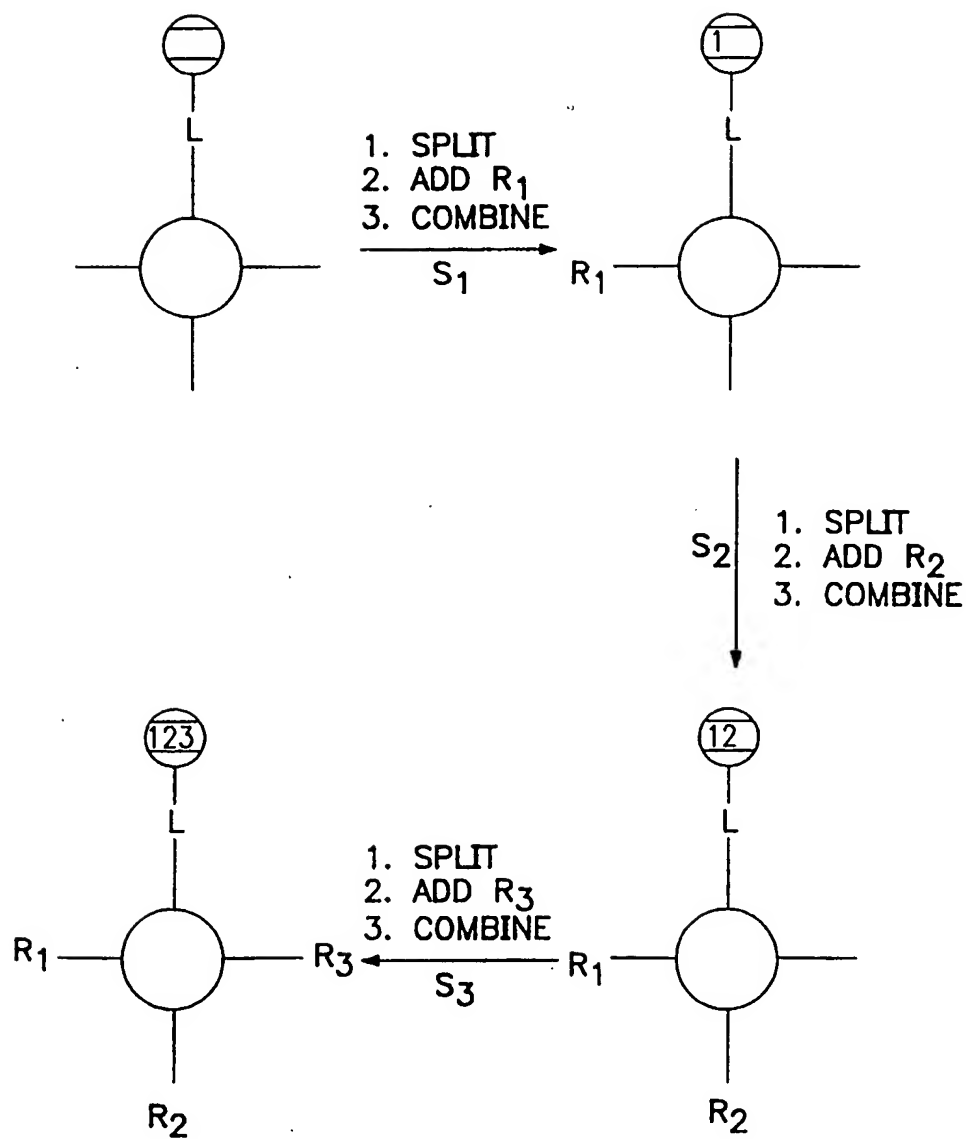 1
L
L
1. SPLIT
2. ADD R₁
3. COMBINE
S₁
R₁
S₂
1. SPLIT
2. ADD R₂
3. COMBINE
123
12
L
L
1. SPLIT
2. ADD R₃
3. COMBINE
R₁
R₃
S₃
R₁
R₂
R₂